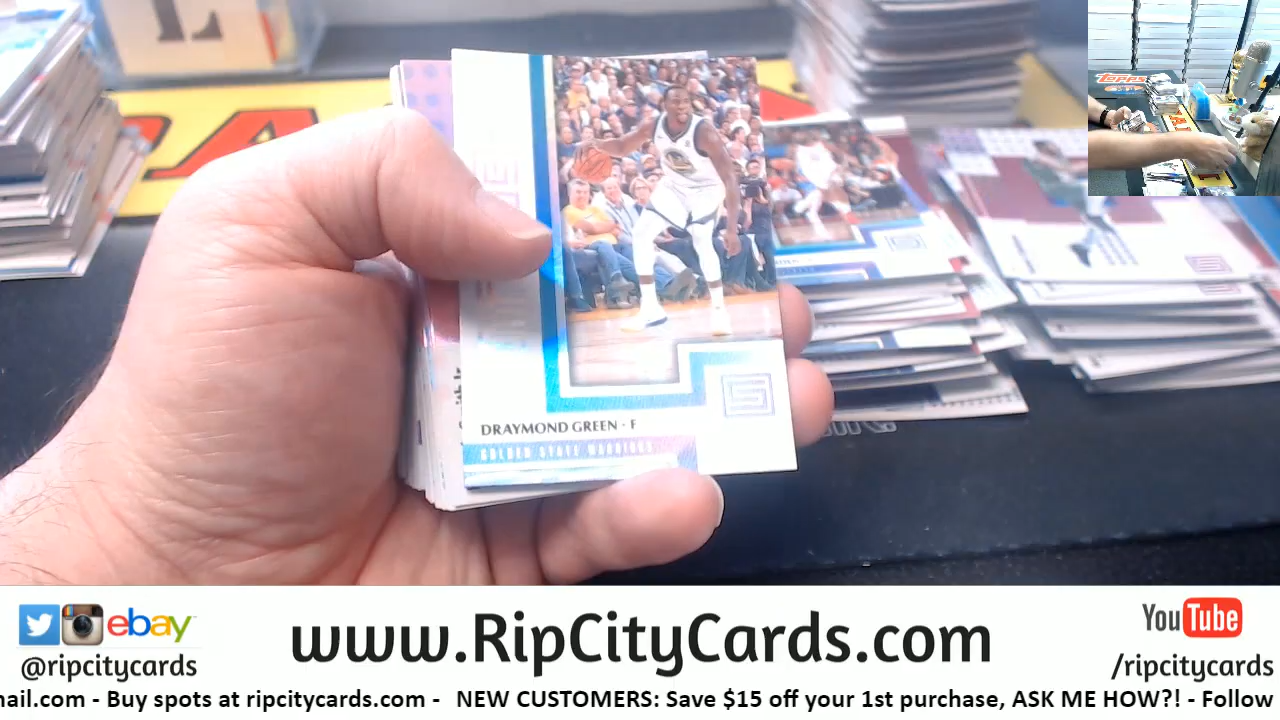 topps
DRAYMOND GREEN - F
GOLDEN STATE WARRIORS
ebay
www.RipCityCards.com
YouTube
@ripcitycards
/ripcitycards
mail.com - Buy spots at ripcitycards.com - NEW CUSTOMERS: Save $15 off your 1st purchase, ASK ME HOW?! - Follow